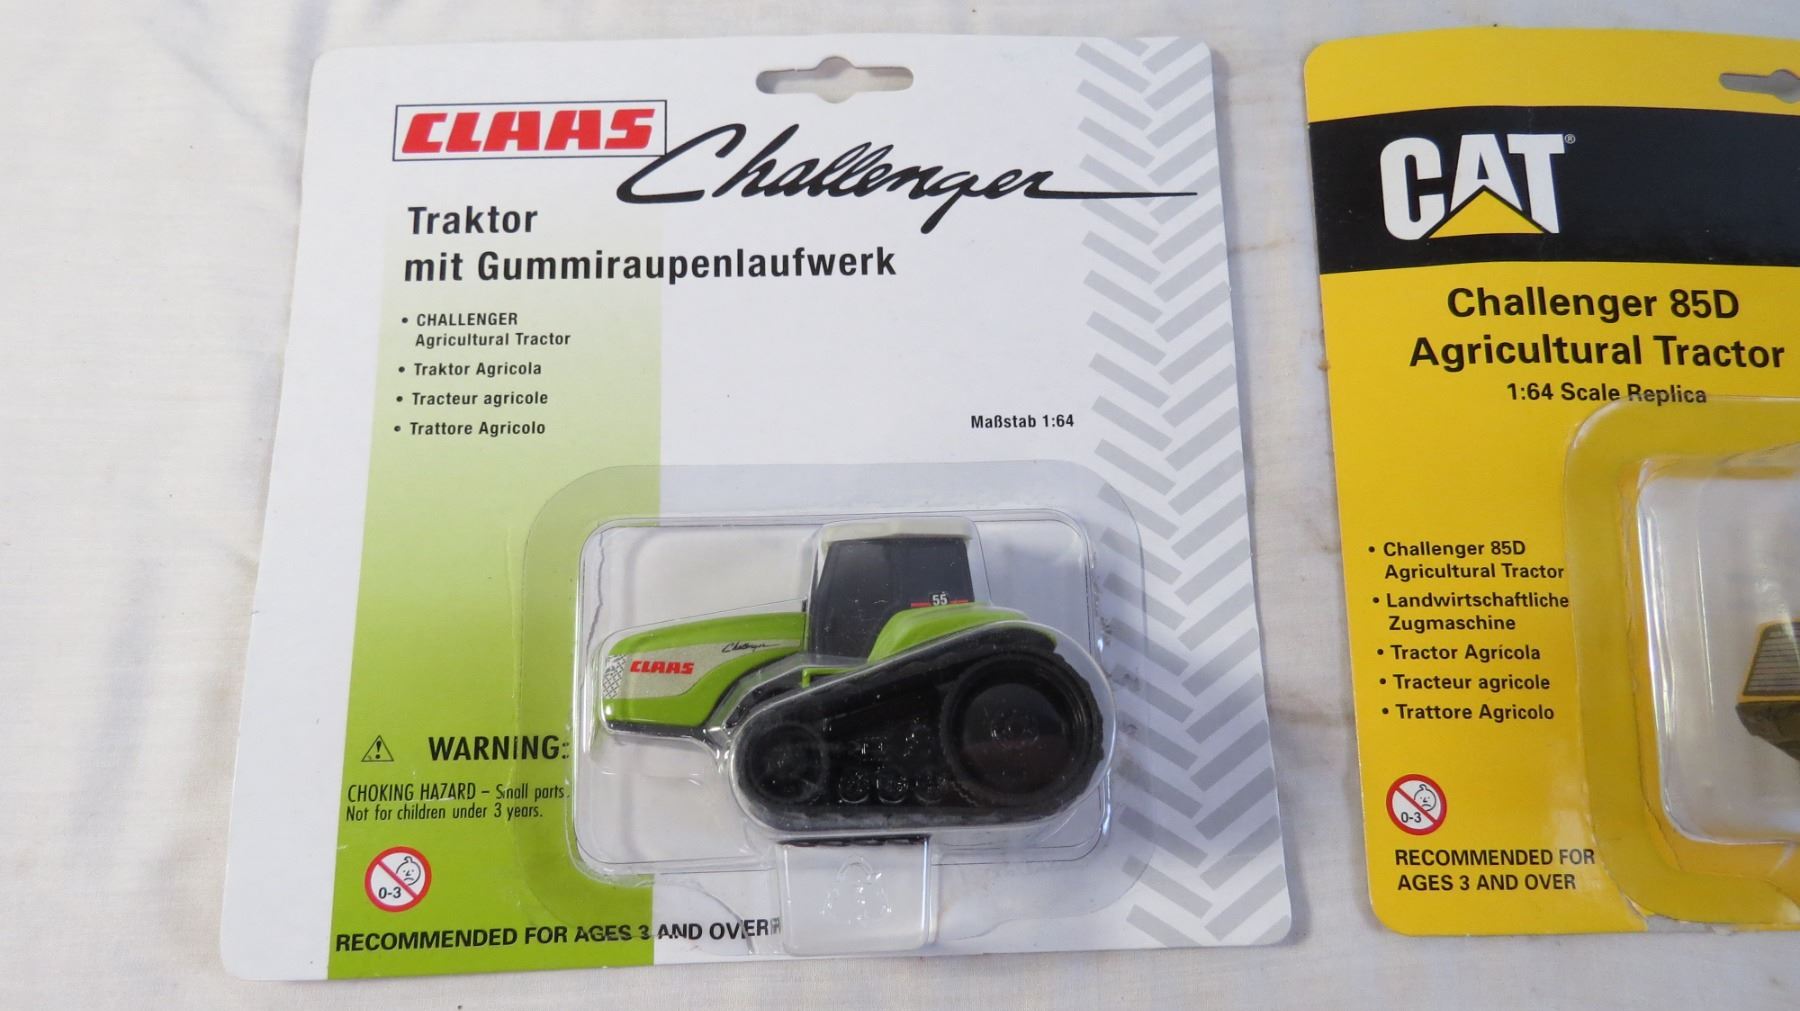 CLAAS
Challenger
Traktor
mit Gummiraupenlaufwerk
• CHALLENGER
Agricultural Tractor
• Traktor Agricola
• Tracteur agricole
• Trattore Agricolo
Maßstab 1:64
55
CLAAS
Challenger
WARNING:
CHOKING HAZARD – Small parts.
Not for children under 3 years.
0-3
RECOMMENDED FOR AGES 3 AND OVER
CAT®
Challenger 85D
Agricultural Tractor
1:64 Scale Replica
• Challenger 85D
Agricultural Tractor
• Landwirtschaftliche
Zugmaschine
• Tractor Agrícola
• Tracteur agricole
• Trattore Agricolo
0-3
RECOMMENDED FOR
AGES 3 AND OVER